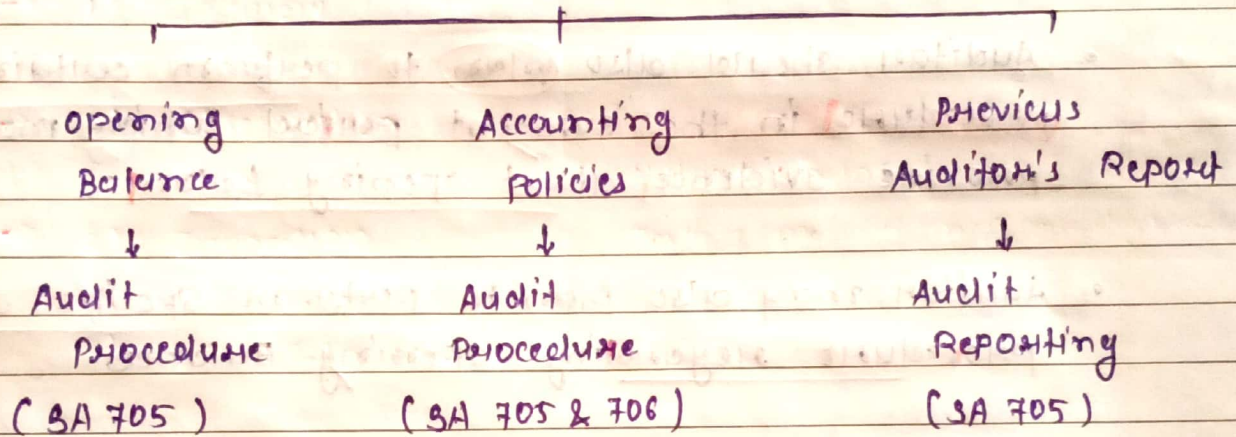 opening Accounting Previous
Balance policies Auditor's Report
↓ ↓ ↓
Audit Audit Audit
Procedure Procedure Reporting
(SA 705) (SA 705 & 706) (SA 705)